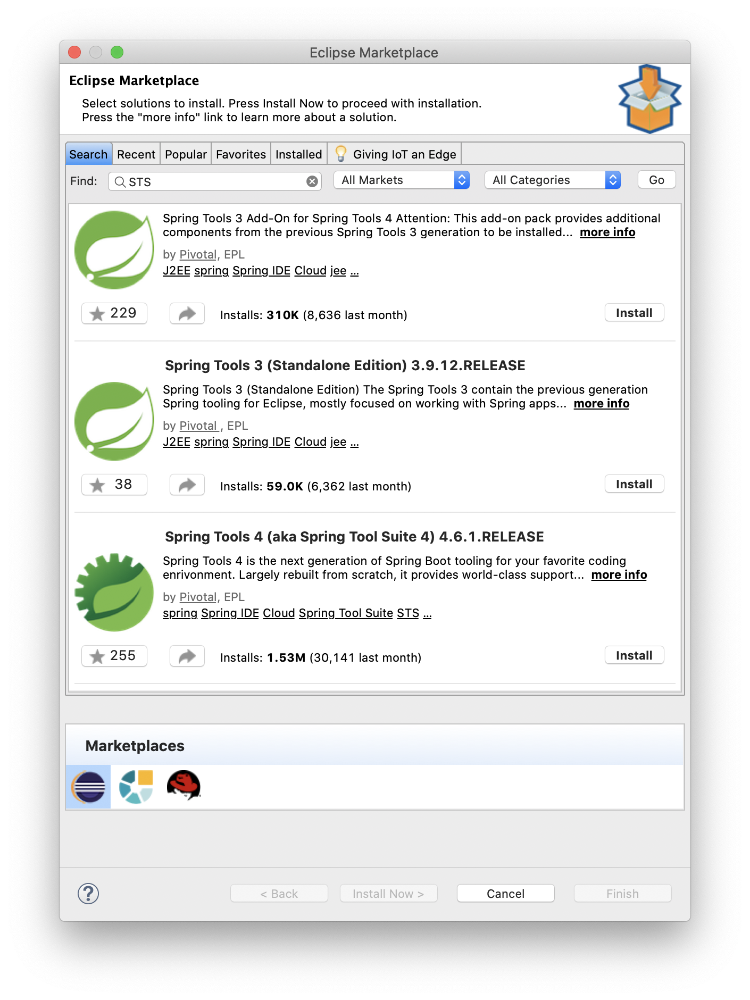 Eclipse Marketplace
Eclipse Marketplace
Select solutions to install. Press Install Now to proceed with installation.
Press the "more info" link to learn more about a solution.
Search Recent Popular Favorites Installed Giving IoT an Edge
Find: STS All Markets All Categories Go
Spring Tools 3 Add-On for Spring Tools 4 Attention: This add-on pack provides additional
components from the previous Spring Tools 3 generation to be installed... more info
by Pivotal, EPL
J2EE spring Spring IDE Cloud jee ...
229 Installs: 310K (8,636 last month) Install
Spring Tools 3 (Standalone Edition) 3.9.12.RELEASE
Spring Tools 3 (Standalone Edition) The Spring Tools 3 contain the previous generation
Spring tooling for Eclipse, mostly focused on working with Spring apps... more info
by Pivotal , EPL
J2EE spring Spring IDE Cloud jee ...
38 Installs: 59.0K (6,362 last month) Install
Spring Tools 4 (aka Spring Tool Suite 4) 4.6.1.RELEASE
Spring Tools 4 is the next generation of Spring Boot tooling for your favorite coding
enrivonment. Largely rebuilt from scratch, it provides world-class support... more info
by Pivotal, EPL
spring Spring IDE Cloud Spring Tool Suite STS ...
255 Installs: 1.53M (30,141 last month) Install
Marketplaces
? < Back Install Now > Cancel Finish